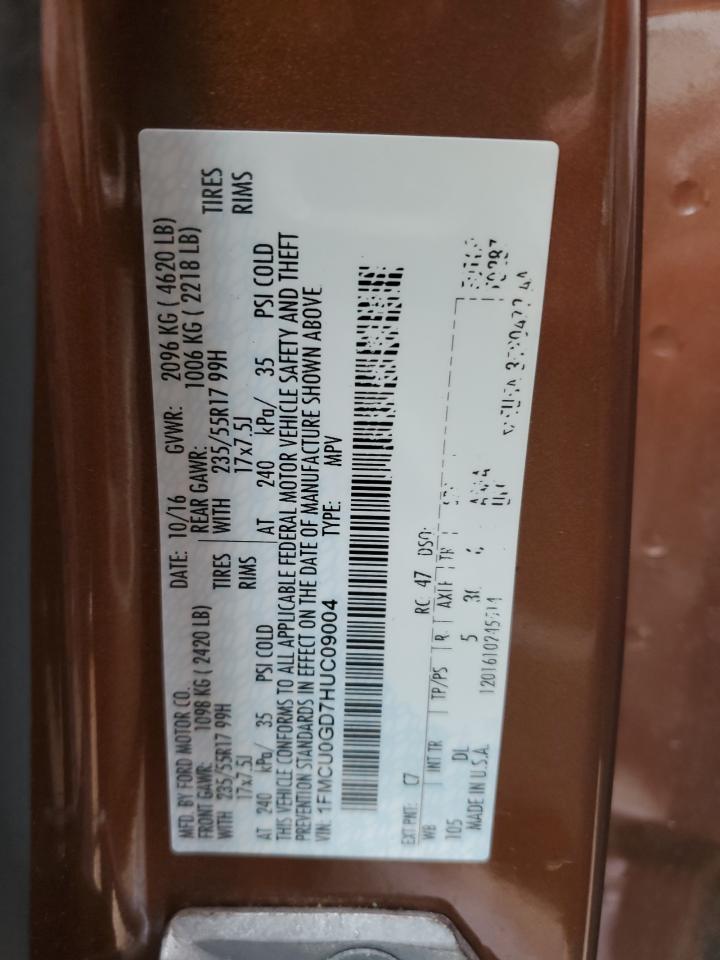 MFD. BY FORD MOTOR CO. DATE: 10/16 GVWR: 2096 KG ( 4620 LB)
FRONT GAWR: 1098 KG ( 2420 LB) REAR GAWR: 1006 KG ( 2218 LB)
WITH 235/55R17 99H TIRES WITH 235/55R17 99H TIRES
17x7.5J RIMS 17x7.5J RIMS
AT 240 kPa/ 35 PSI COLD AT 240 kPa/ 35 PSI COLD
THIS VEHICLE CONFORMS TO ALL APPLICABLE FEDERAL MOTOR VEHICLE SAFETY AND THEFT
PREVENTION STANDARDS IN EFFECT ON THE DATE OF MANUFACTURE SHOWN ABOVE
VIN: 1FMCU0GD7HUC09004 TYPE: MPV
EXT PNT: C7 RC: 47 DSO:
WB INT TR TP/PS R AXLE TR
105 DL 5
MADE IN U.S.A.